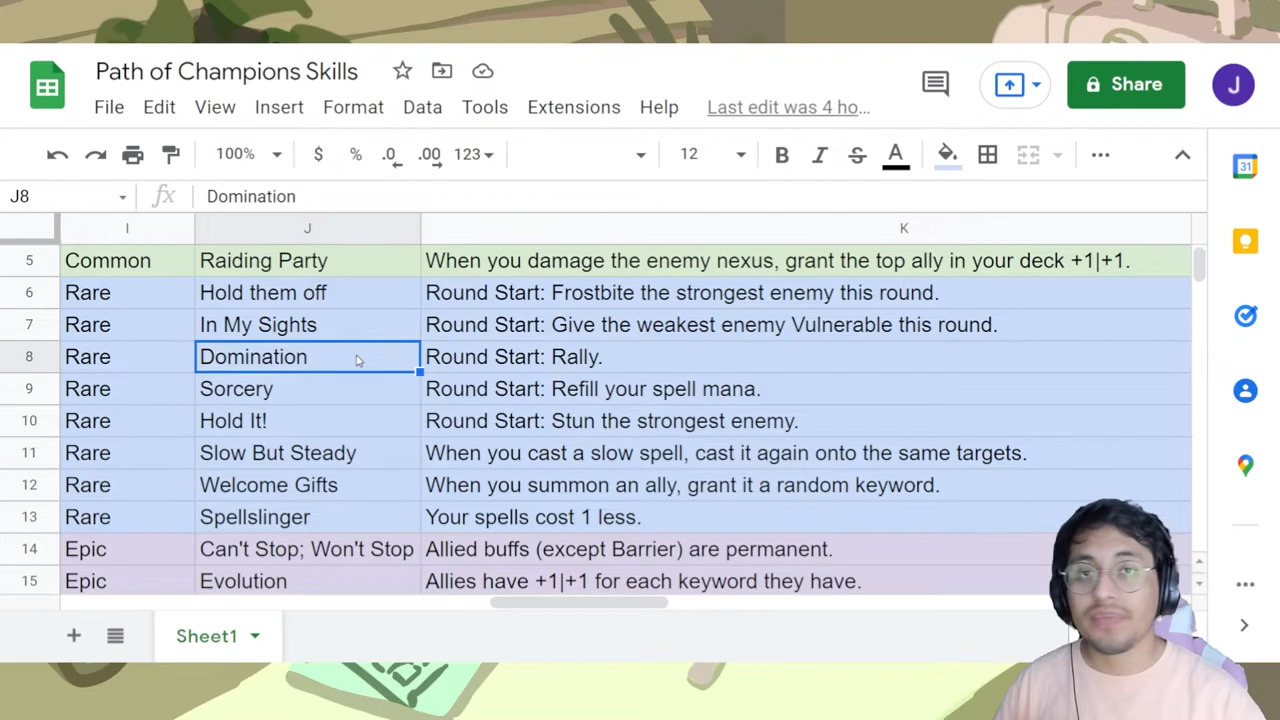 Path of Champions Skills
J
File Edit View Insert Format Data Tools Extensions Help Last edit was 4 ho...
Share
100% $ % .0 .00 123 12 B I S A ...
31
J8 fx Domination
I J K
5 Common Raiding Party When you damage the enemy nexus, grant the top ally in your deck +1|+1.
6 Rare Hold them off Round Start: Frostbite the strongest enemy this round.
7 Rare In My Sights Round Start: Give the weakest enemy Vulnerable this round.
8 Rare Domination Round Start: Rally.
9 Rare Sorcery Round Start: Refill your spell mana.
10 Rare Hold It! Round Start: Stun the strongest enemy.
11 Rare Slow But Steady When you cast a slow spell, cast it again onto the same targets.
12 Rare Welcome Gifts When you summon an ally, grant it a random keyword.
13 Rare Spellslinger Your spells cost 1 less.
14 Epic Can't Stop; Won't Stop Allied buffs (except Barrier) are permanent.
15 Epic Evolution Allies have +1|+1 for each keyword they have.
Sheet1